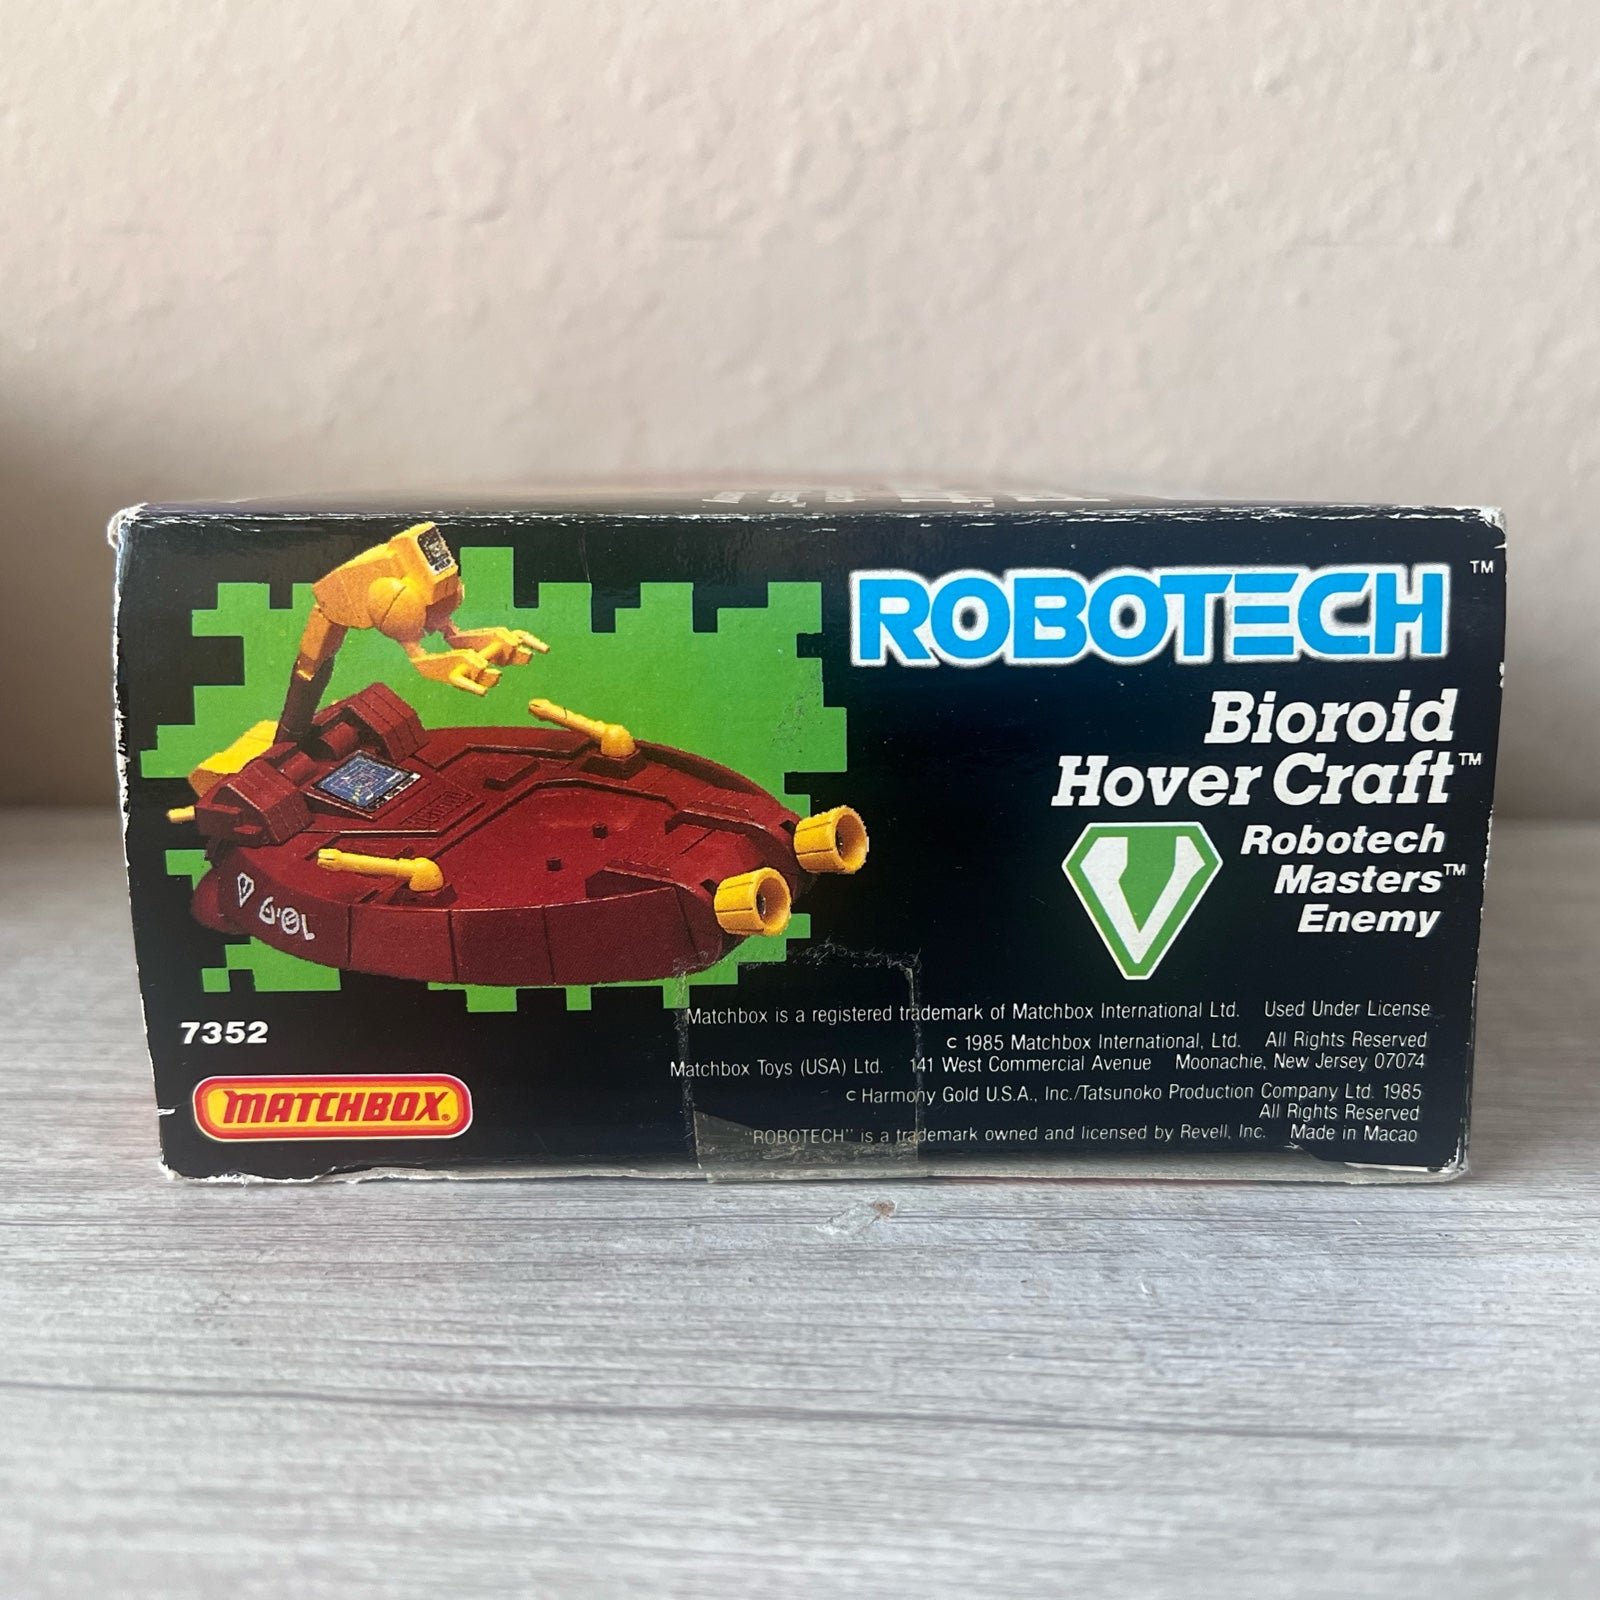 ROBOTECH™
Bioroid
Hover Craft™
Robotech
Masters™
Enemy
7352
MATCHBOX®
Matchbox is a registered trademark of Matchbox International Ltd. Used Under License
c 1985 Matchbox International, Ltd. All Rights Reserved
Matchbox Toys (USA) Ltd. 141 West Commercial Avenue Moonachie, New Jersey 07074
c Harmony Gold U.S.A., Inc./Tatsunoko Production Company Ltd. 1985
All Rights Reserved
"ROBOTECH" is a trademark owned and licensed by Revell, Inc. Made in Macao